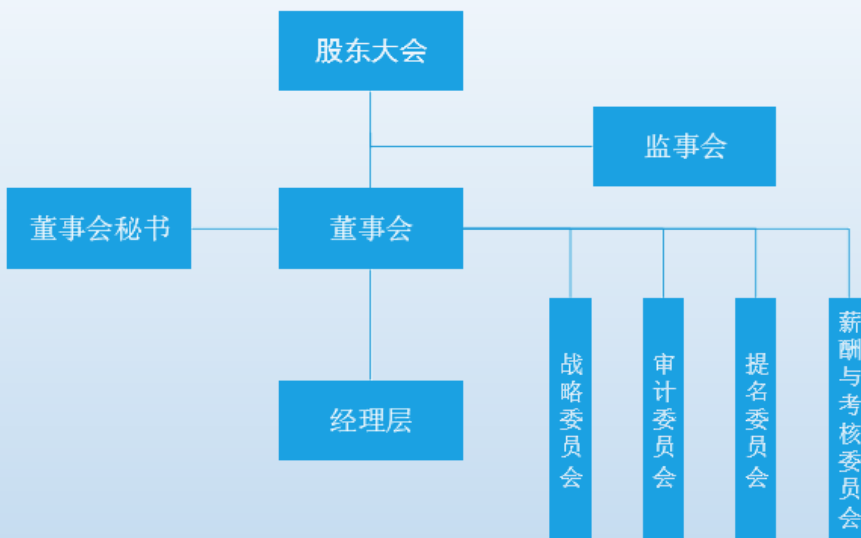 股东大会
监事会
董事会秘书
董事会
经理层
战略委员会
审计委员会
提名委员会
薪酬与考核委员会